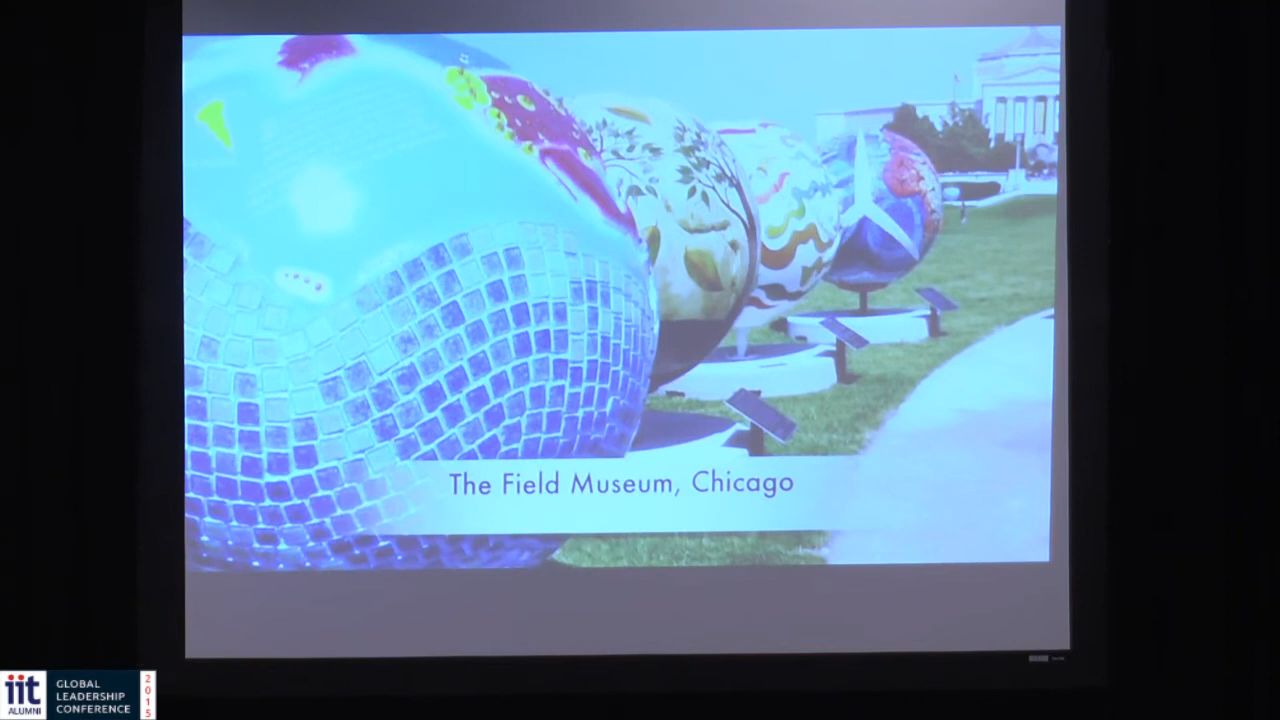 The Field Museum, Chicago
iit
ALUMNI
GLOBAL
LEADERSHIP
CONFERENCE
2015